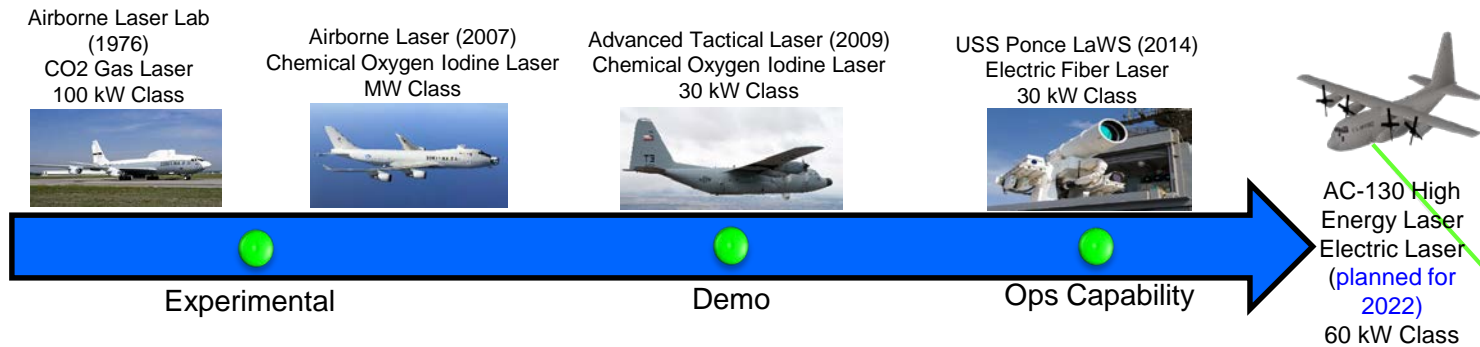 Airborne Laser Lab
(1976)
CO2 Gas Laser
100 kW Class
Airborne Laser (2007)
Chemical Oxygen Iodine Laser
MW Class
Advanced Tactical Laser (2009)
Chemical Oxygen Iodine Laser
30 kW Class
USS Ponce LaWS (2014)
Electric Fiber Laser
30 kW Class
AC-130 High
Energy Laser
Electric Laser
(planned for
2022)
60 kW Class
Experimental
Demo
Ops Capability